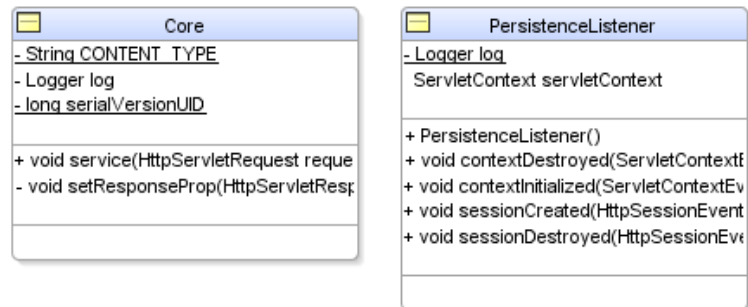 Core
- String CONTENT_TYPE
- Logger log
- long serialVersionUID
+ void service(HttpServletRequest reque
- void setResponseProp(HttpServletResp
PersistenceListener
- Logger log
ServletContext servletContext
+ PersistenceListener()
+ void contextDestroyed(ServletContextE
+ void contextInitialized(ServletContextEv
+ void sessionCreated(HttpSessionEvent
+ void sessionDestroyed(HttpSessionEve